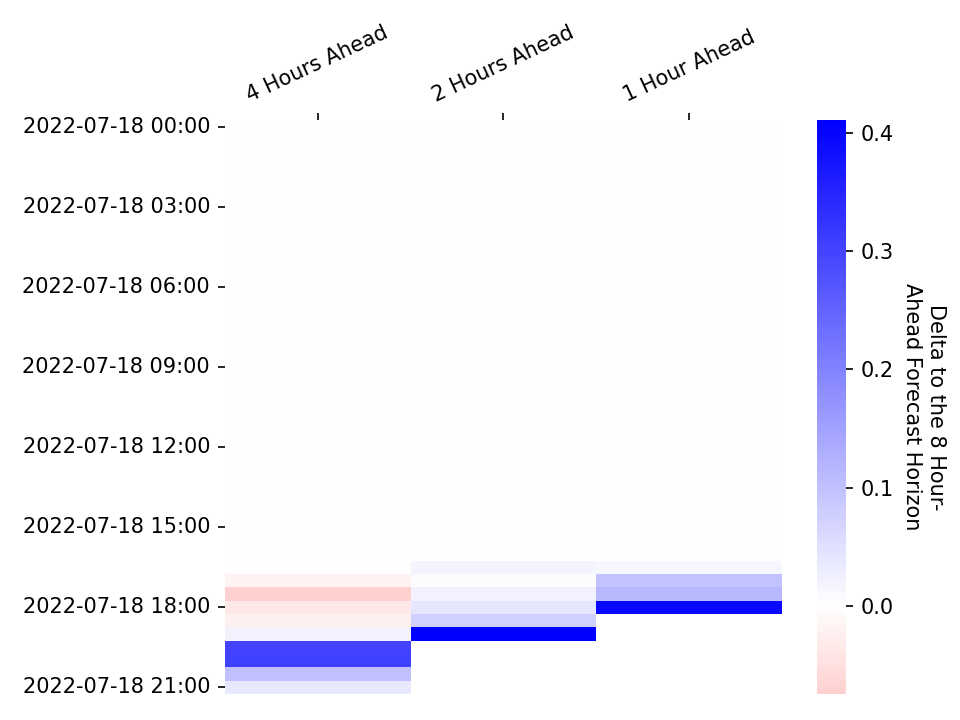 4 Hours Ahead
2 Hours Ahead
1 Hour Ahead
2022-07-18 00:00
2022-07-18 03:00
2022-07-18 06:00
2022-07-18 09:00
2022-07-18 12:00
2022-07-18 15:00
2022-07-18 18:00
2022-07-18 21:00
0.4
0.3
0.2
0.1
0.0
Delta to the 8 Hour-
Ahead Forecast Horizon